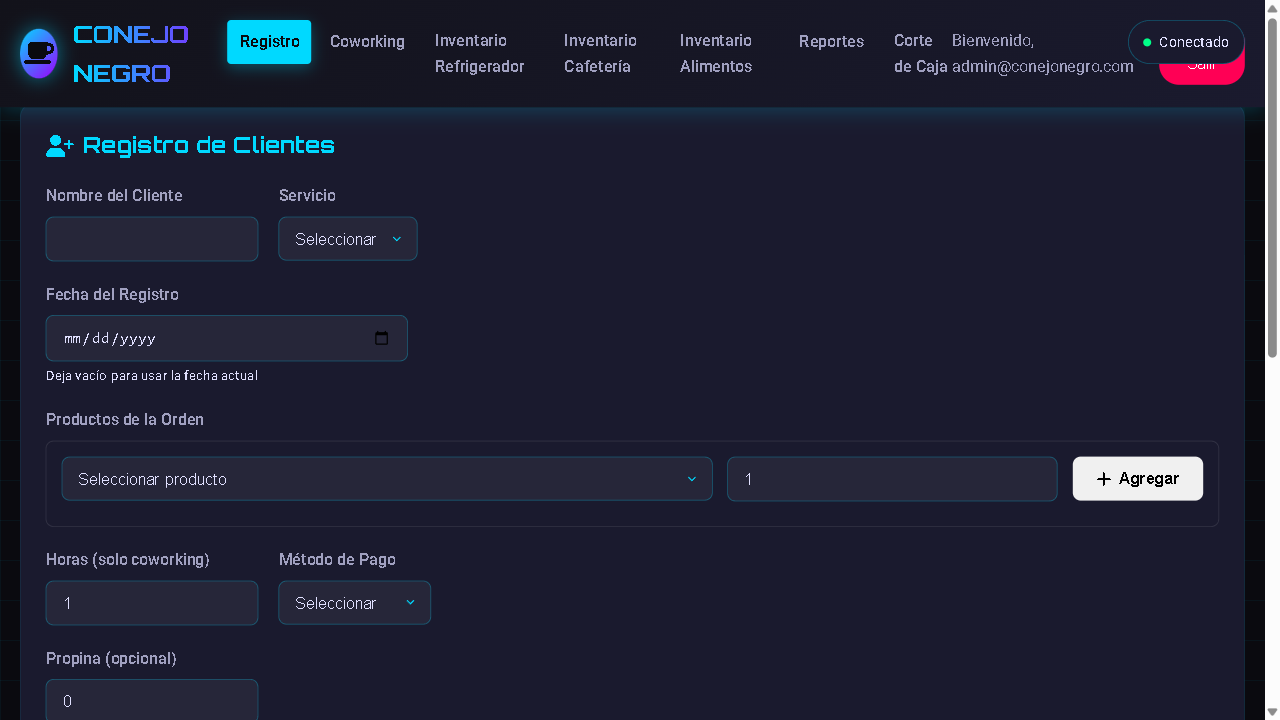 CONEJO
NEGRO
Registro
Coworking
Inventario
Refrigerador
Inventario
Cafetería
Inventario
Alimentos
Reportes
Corte
de Caja
Bienvenido,
admin@conejonegro.com
Conectado
Registro de Clientes
Nombre del Cliente
Servicio
Seleccionar
Fecha del Registro
mm/dd/yyyy
Deja vacío para usar la fecha actual
Productos de la Orden
Seleccionar producto
1
+ Agregar
Horas (solo coworking)
Método de Pago
1
Seleccionar
Propina (opcional)
0